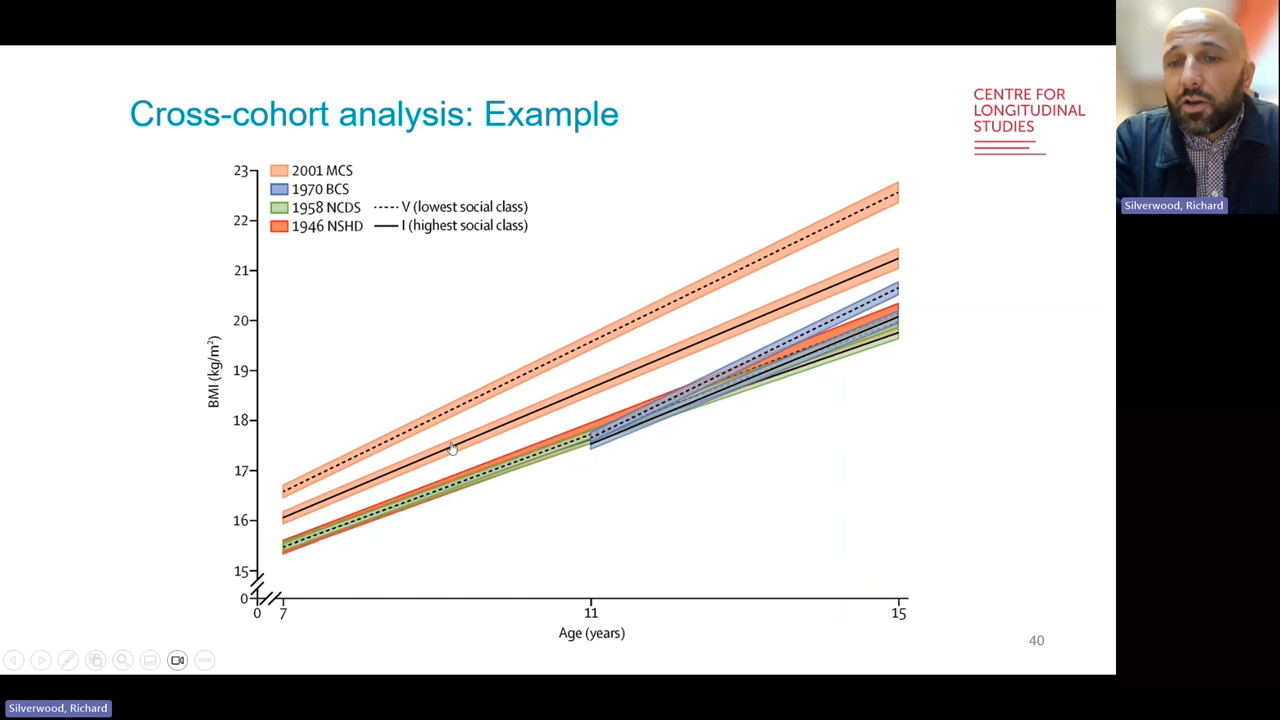 Cross-cohort analysis: Example
CENTRE FOR
LONGITUDINAL
STUDIES
Silverwood, Richard
2001 MCS
1970 BCS
1958 NCDS
1946 NSHD
V (lowest social class)
I (highest social class)
23
22
21
20
19
18
17
16
15
0
BMI (kg/m²)
0
7
11
15
Age (years)
40
Silverwood, Richard